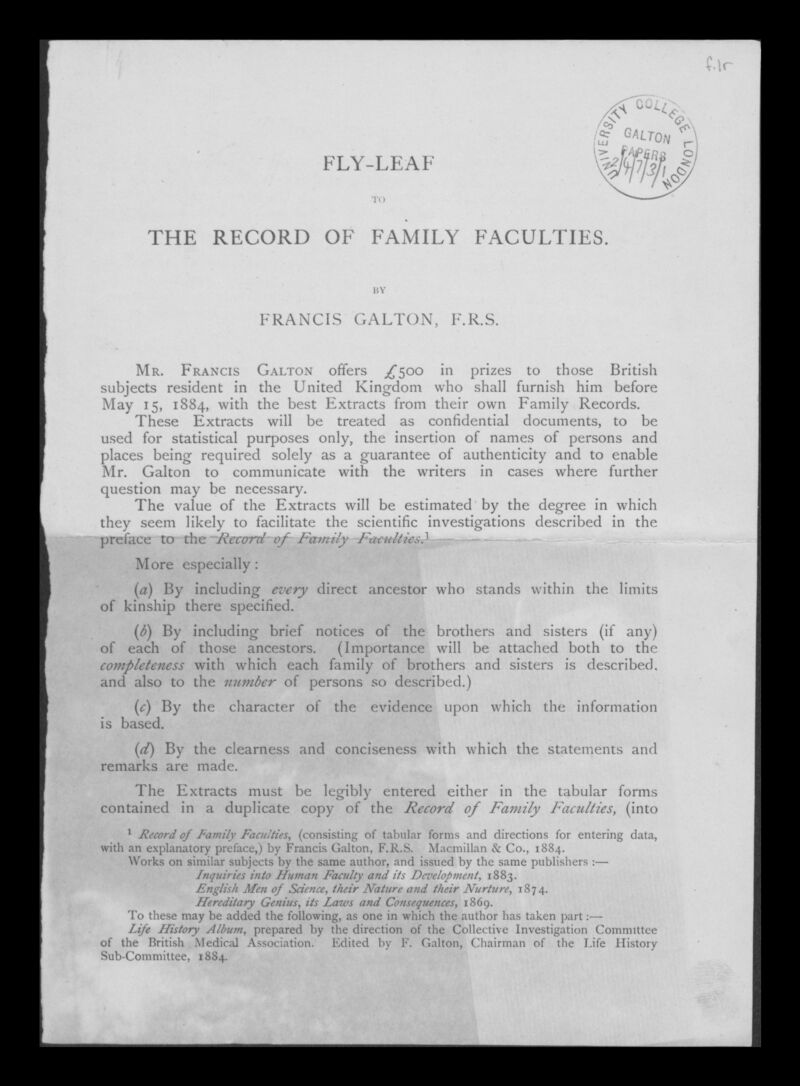 f.1r
UNIVERSITY COLLEGE LONDON
GALTON
PAPERS
2/4/7/3/1
FLY-LEAF
TO
THE RECORD OF FAMILY FACULTIES.
BY
FRANCIS GALTON, F.R.S.
MR. FRANCIS GALTON offers £500 in prizes to those British
subjects resident in the United Kingdom who shall furnish him before
May 15, 1884, with the best Extracts from their own Family Records.
These Extracts will be treated as confidential documents, to be
used for statistical purposes only, the insertion of names of persons and
places being required solely as a guarantee of authenticity and to enable
Mr. Galton to communicate with the writers in cases where further
question may be necessary.
The value of the Extracts will be estimated by the degree in which
they seem likely to facilitate the scientific investigations described in the
preface to the Record of Family Faculties.¹
More especially:
(a) By including every direct ancestor who stands within the limits
of kinship there specified.
(b) By including brief notices of the brothers and sisters (if any)
of each of those ancestors. (Importance will be attached both to the
completeness with which each family of brothers and sisters is described,
and also to the number of persons so described.)
(c) By the character of the evidence upon which the information
is based.
(d) By the clearness and conciseness with which the statements and
remarks are made.
The Extracts must be legibly entered either in the tabular forms
contained in a duplicate copy of the Record of Family Faculties, (into
¹ Record of Family Faculties, (consisting of tabular forms and directions for entering data,
with an explanatory preface,) by Francis Galton, F.R.S. Macmillan & Co., 1884.
Works on similar subjects by the same author, and issued by the same publishers :—
Inquiries into Human Faculty and its Development, 1883.
English Men of Science, their Nature and their Nurture, 1874.
Hereditary Genius, its Laws and Consequences, 1869.
To these may be added the following, as one in which the author has taken part :—
Life History Album, prepared by the direction of the Collective Investigation Committee
of the British Medical Association. Edited by F. Galton, Chairman of the Life History
Sub-Committee, 1884.